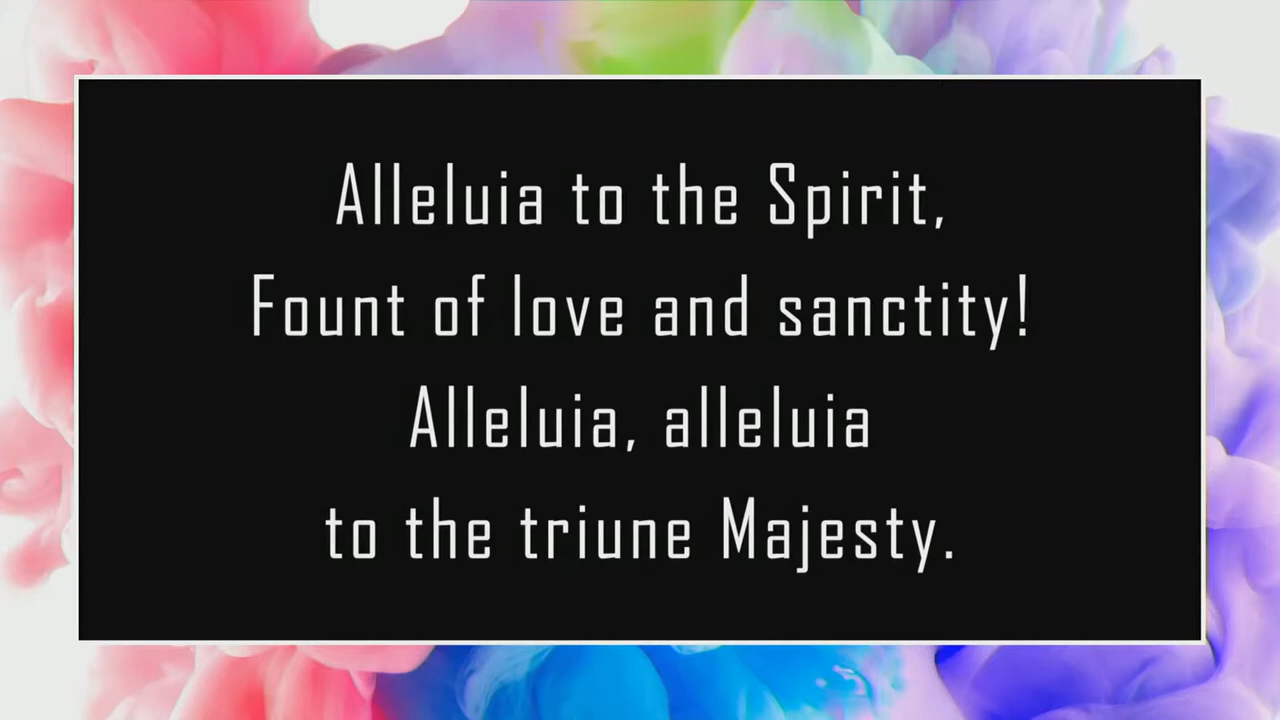 Alleluia to the Spirit,
Fount of love and sanctity!
Alleluia, alleluia
to the triune Majesty.